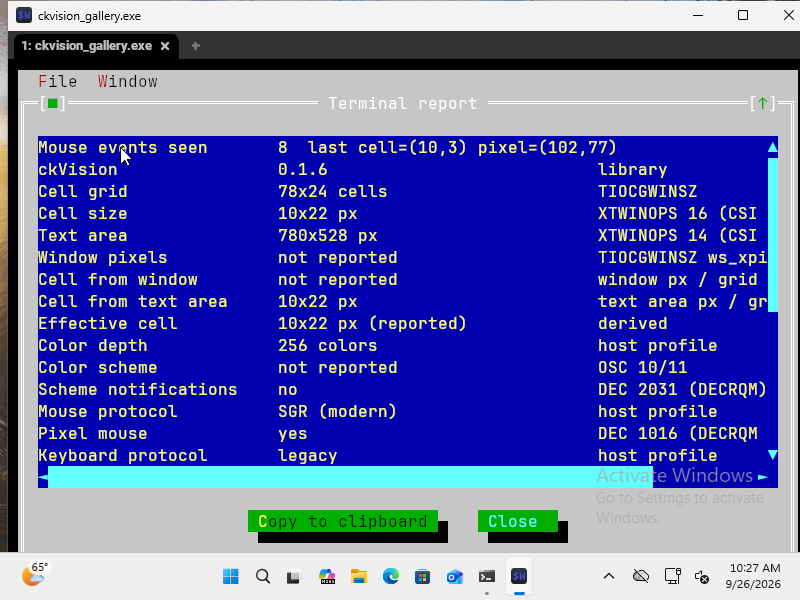 ckvision_gallery.exe
1: ckvision_gallery.exe
File Window
Terminal report
Mouse events seen 8 last cell=(10,3) pixel=(102,77)
ckVision 0.1.6 library
Cell grid 78x24 cells TIOCGWINSZ
Cell size 10x22 px XTWINOPS 16 (CSI
Text area 780x528 px XTWINOPS 14 (CSI
Window pixels not reported TIOCGWINSZ ws_xpi
Cell from window not reported window px / grid
Cell from text area 10x22 px text area px / gr
Effective cell 10x22 px (reported) derived
Color depth 256 colors host profile
Color scheme not reported OSC 10/11
Scheme notifications no DEC 2031 (DECRQM)
Mouse protocol SGR (modern) host profile
Pixel mouse yes DEC 1016 (DECRQM
Keyboard protocol legacy host profile
Activate Windows
Go to Settings to activate
Windows.
Copy to clipboard Close
65°
10:27 AM
9/26/2026